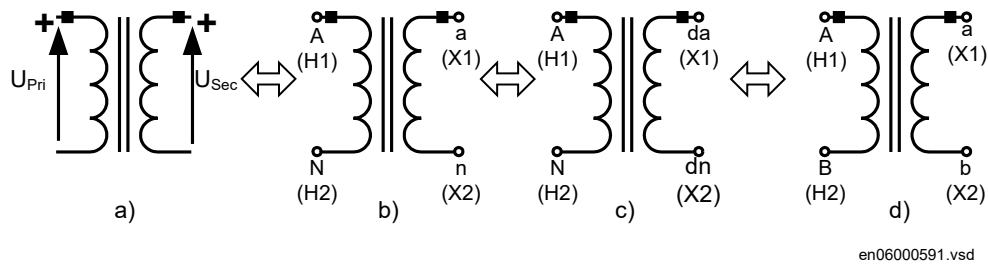 + + A a A da A a
(H1) (X1) (H1) (X1) (H1) (X1)
UPri USec
N n N dn B b
(H2) (X2) (H2) (X2) (H2) (X2)
a) b) c) d)
en06000591.vsd